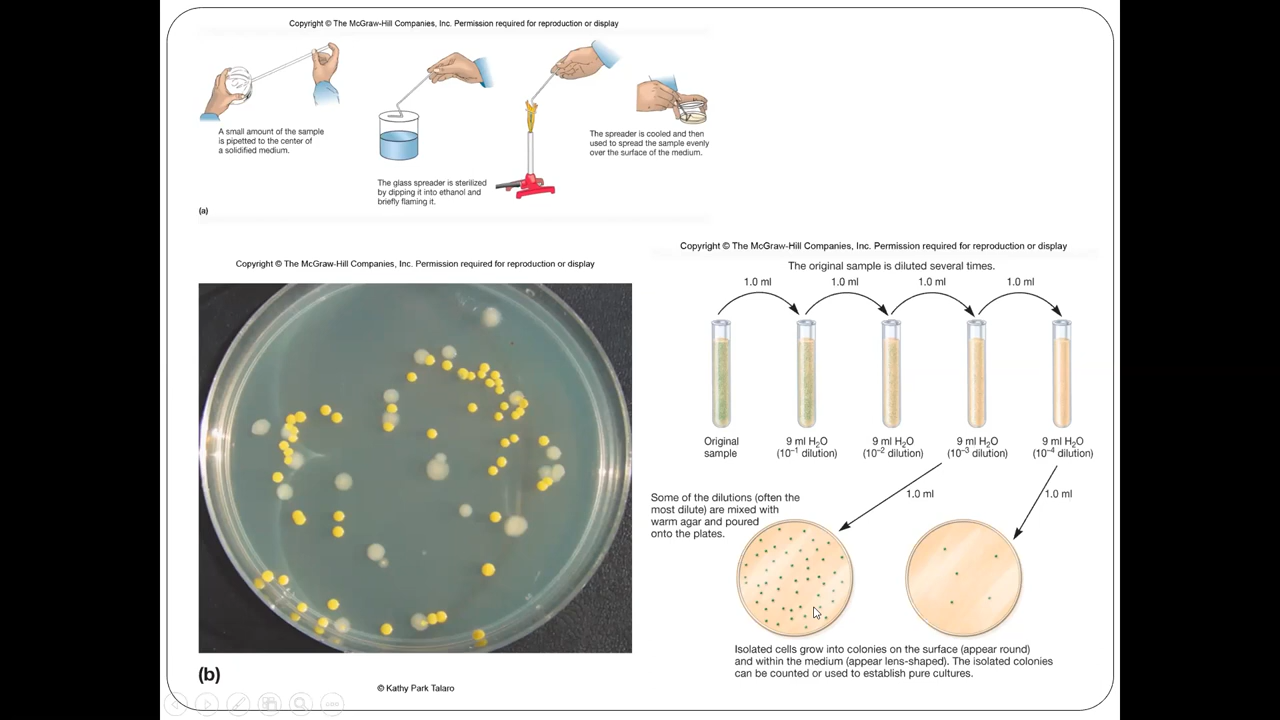 Copyright © The McGraw-Hill Companies, Inc. Permission required for reproduction or display
A small amount of the sample
is pipetted to the center of
a solidified medium.
The glass spreader is sterilized
by dipping it into ethanol and
briefly flaming it.
The spreader is cooled and then
used to spread the sample evenly
over the surface of the medium.
(a)
Copyright © The McGraw-Hill Companies, Inc. Permission required for reproduction or display
(b)
© Kathy Park Talaro
Copyright © The McGraw-Hill Companies, Inc. Permission required for reproduction or display
The original sample is diluted several times.
1.0 ml 1.0 ml 1.0 ml 1.0 ml
Original 9 ml H₂O 9 ml H₂O 9 ml H₂O 9 ml H₂O
sample (10⁻¹ dilution) (10⁻² dilution) (10⁻³ dilution) (10⁻⁴ dilution)
1.0 ml 1.0 ml
Some of the dilutions (often the
most dilute) are mixed with
warm agar and poured
onto the plates.
Isolated cells grow into colonies on the surface (appear round)
and within the medium (appear lens-shaped). The isolated colonies
can be counted or used to establish pure cultures.